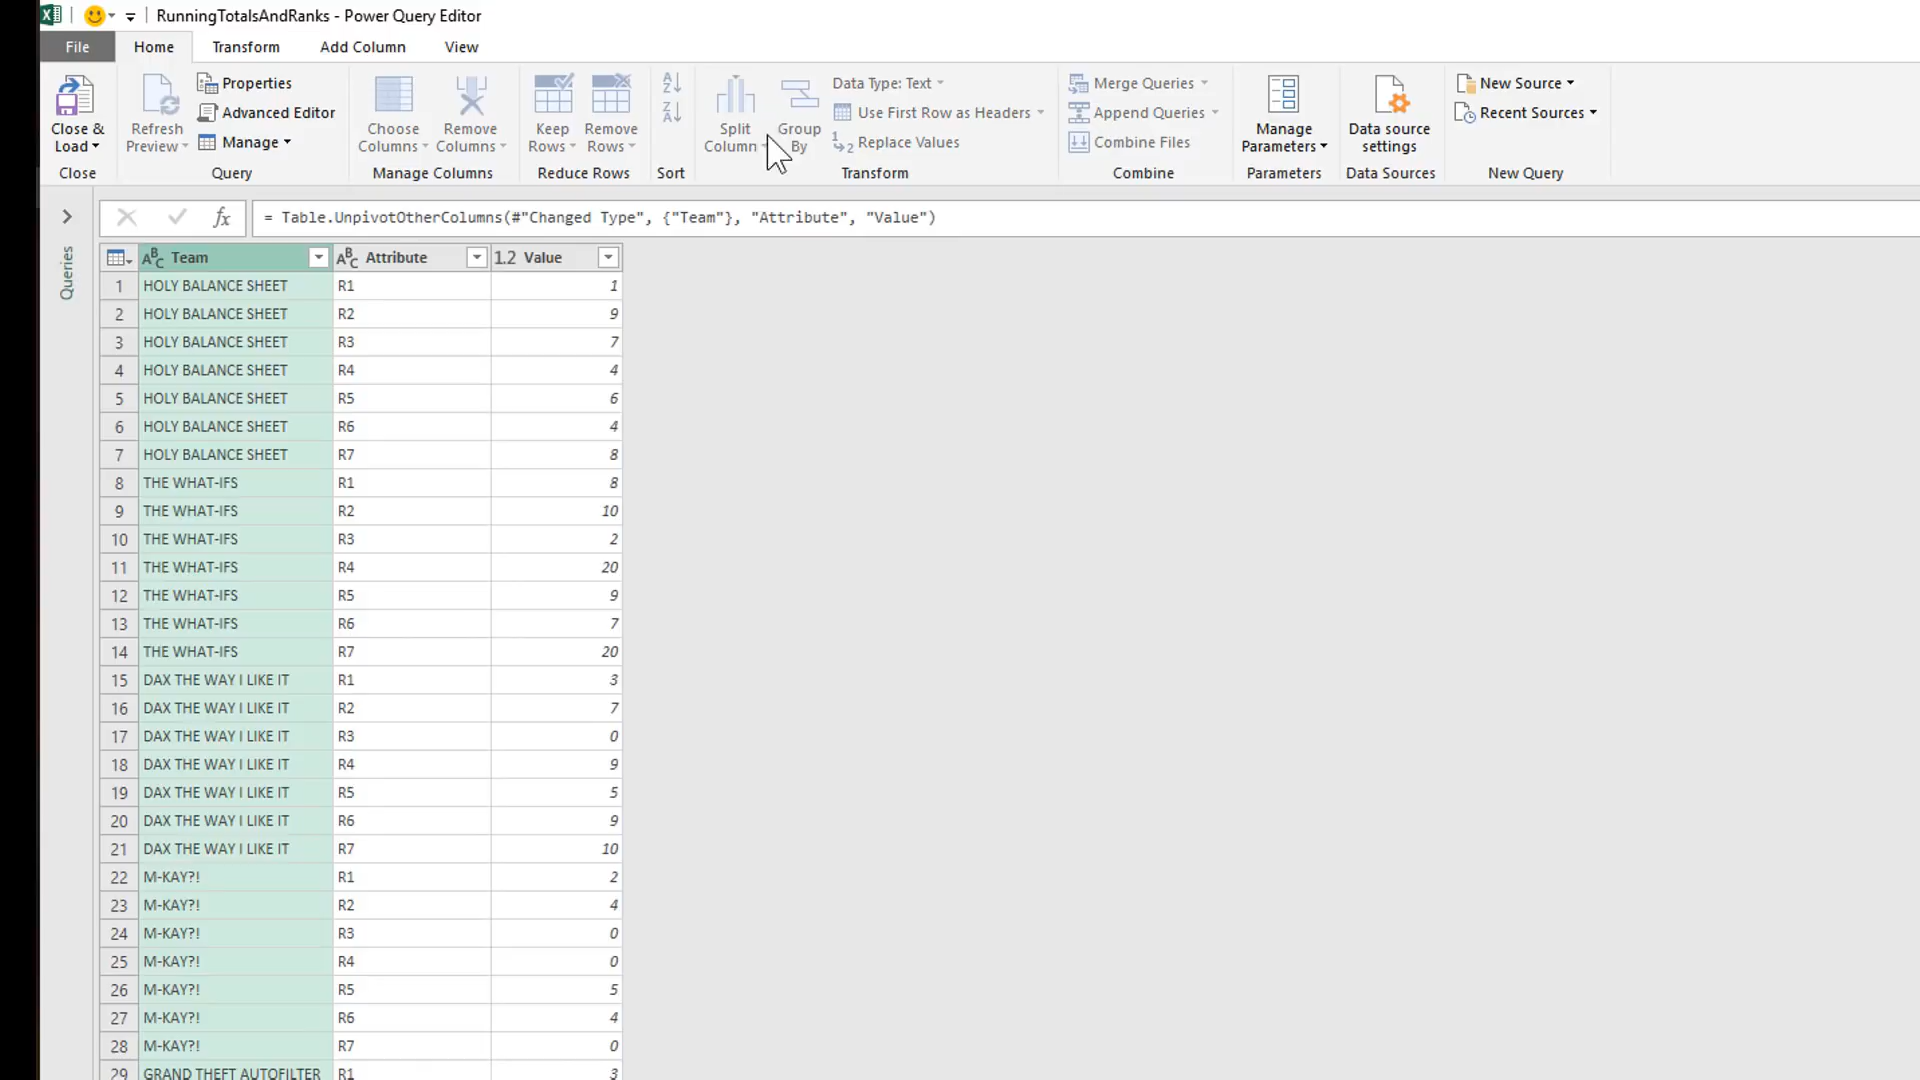 RunningTotalsAndRanks - Power Query Editor
File Home Transform Add Column View
Close & Load
Refresh Preview
Properties
Advanced Editor
Manage
Choose Columns
Remove Columns
Keep Rows
Remove Rows
A Z
Z A
Split Column
Group By
Data Type: Text
Use First Row as Headers
1 2 Replace Values
Merge Queries
Append Queries
Combine Files
Manage Parameters
Data source settings
New Source
Recent Sources
Close Query Manage Columns Reduce Rows Sort Transform Combine Parameters Data Sources New Query
fx = Table.UnpivotOtherColumns(#"Changed Type", {"Team"}, "Attribute", "Value")
Queries
ABC Team ABC Attribute 1.2 Value
1 HOLY BALANCE SHEET R1 1
2 HOLY BALANCE SHEET R2 9
3 HOLY BALANCE SHEET R3 7
4 HOLY BALANCE SHEET R4 4
5 HOLY BALANCE SHEET R5 6
6 HOLY BALANCE SHEET R6 4
7 HOLY BALANCE SHEET R7 8
8 THE WHAT-IFS R1 8
9 THE WHAT-IFS R2 10
10 THE WHAT-IFS R3 2
11 THE WHAT-IFS R4 20
12 THE WHAT-IFS R5 9
13 THE WHAT-IFS R6 7
14 THE WHAT-IFS R7 20
15 DAX THE WAY I LIKE IT R1 3
16 DAX THE WAY I LIKE IT R2 7
17 DAX THE WAY I LIKE IT R3 0
18 DAX THE WAY I LIKE IT R4 9
19 DAX THE WAY I LIKE IT R5 5
20 DAX THE WAY I LIKE IT R6 9
21 DAX THE WAY I LIKE IT R7 10
22 M-KAY?! R1 2
23 M-KAY?! R2 4
24 M-KAY?! R3 0
25 M-KAY?! R4 0
26 M-KAY?! R5 5
27 M-KAY?! R6 4
28 M-KAY?! R7 0
29 GRAND THEFT AUTOFILTER R1 3